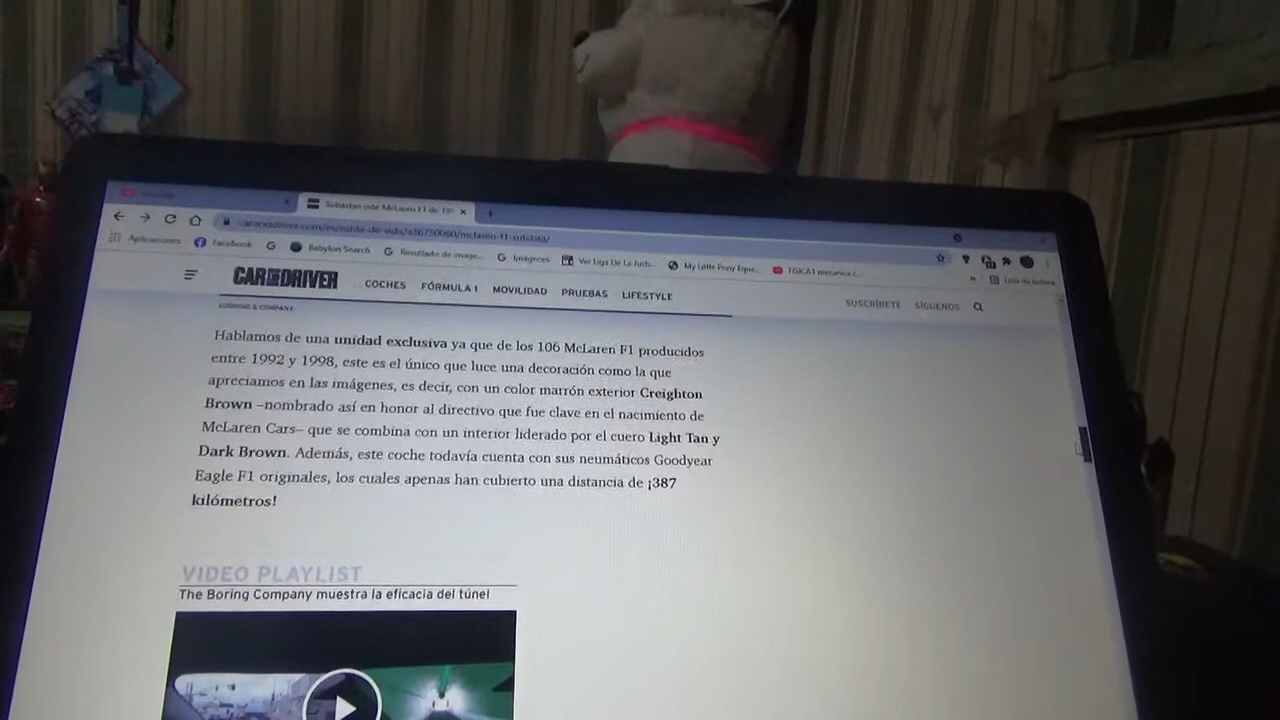 Subastan este McLaren F1 de 199
caranddriver.com/es/estilo-de-vida/a36750060/mclaren-f1-subasta/
Aplicaciones Facebook Babylon Search Resultado de image... Imágenes Ver Liga De La Justi... My Little Pony Eque... Lista de lectura
CAR AND DRIVER COCHES FÓRMULA 1 MOVILIDAD PRUEBAS LIFESTYLE SUSCRÍBETE SÍGUENOS
GOODING & COMPANY
Hablamos de una unidad exclusiva ya que de los 106 McLaren F1 producidos
entre 1992 y 1998, este es el único que luce una decoración como la que
apreciamos en las imágenes, es decir, con un color marrón exterior Creighton
Brown –nombrado así en honor al directivo que fue clave en el nacimiento de
McLaren Cars– que se combina con un interior liderado por el cuero Light Tan y
Dark Brown. Además, este coche todavía cuenta con sus neumáticos Goodyear
Eagle F1 originales, los cuales apenas han cubierto una distancia de ¡387
kilómetros!
VIDEO PLAYLIST
The Boring Company muestra la eficacia del túnel